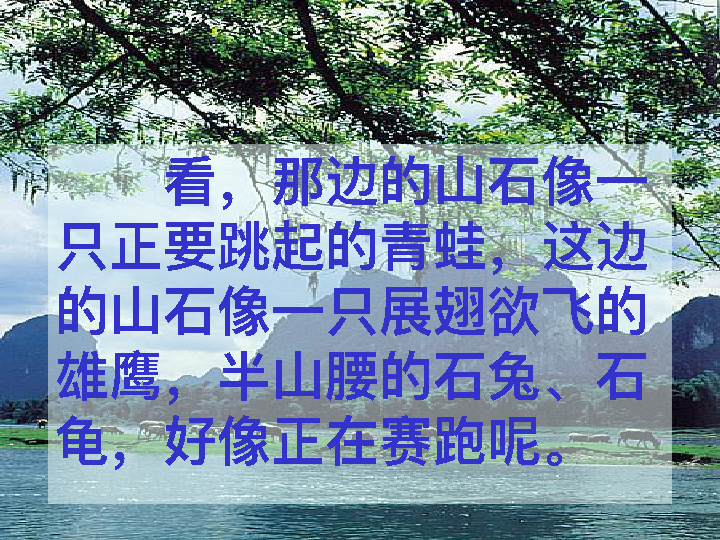 看，那边的山石像一
只正要跳起的青蛙，这边
的山石像一只展翅欲飞的
雄鹰，半山腰的石兔、石
龟，好像正在赛跑呢。